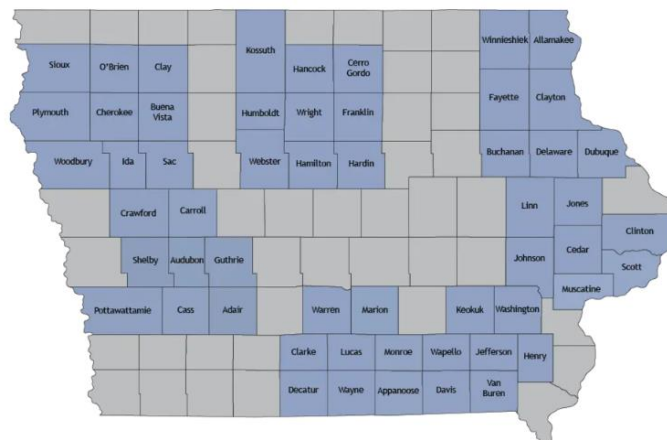 Kossuth
Winnieshiek
Allamakee
Sioux
O"Brien
Clay
Hancock
Cerro
Gordo
Plymouth
Cherokee
Buena
Vista
Humboldt
Wright
Franklin
Fayette
Clayton
Woodbury
Ida
Sac
Webster
Hamilton
Hardin
Buchanan
Delaware
Dubuque
Crawford
Carroll
Linn
Jones
Clinton
Shelby
Audubon
Guthrie
Johnson
Cedar
Scott
Muscatine
Pottawattamie
Cass
Adair
Warren
Marion
Keokuk
Washington
Clarke
Lucas
Monroe
Wapello
Jefferson
Henry
Decatur
Wayne
Appanoose
Davis
Van
Buren